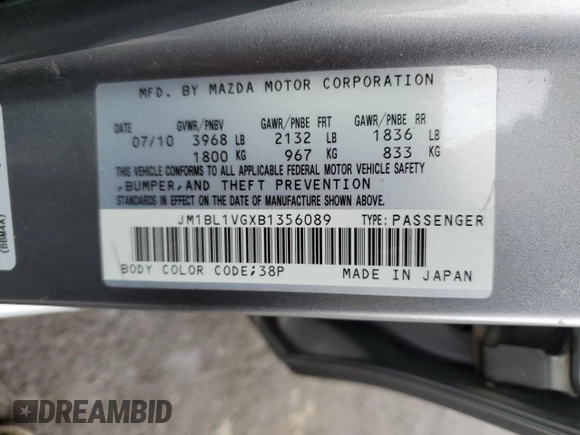 MFD. BY MAZDA MOTOR CORPORATION
DATE GVWR/PNBV GAWR/PNBE FRT GAWR/PNBE RR
07/10 3968 LB 2132 LB 1836 LB
1800 KG 967 KG 833 KG
THIS VEHICLE CONFORMS TO ALL APPLICABLE FEDERAL MOTOR VEHICLE SAFETY
,BUMPER,AND THEFT PREVENTION
STANDARDS IN EFFECT ON THE DATE OF MANUFACTURE SHOWN ABOVE.
JM1BL1VGXB1356089 TYPE:PASSENGER
BODY COLOR CODE;38P MADE IN JAPAN
(BBM4A)
DREAMBID